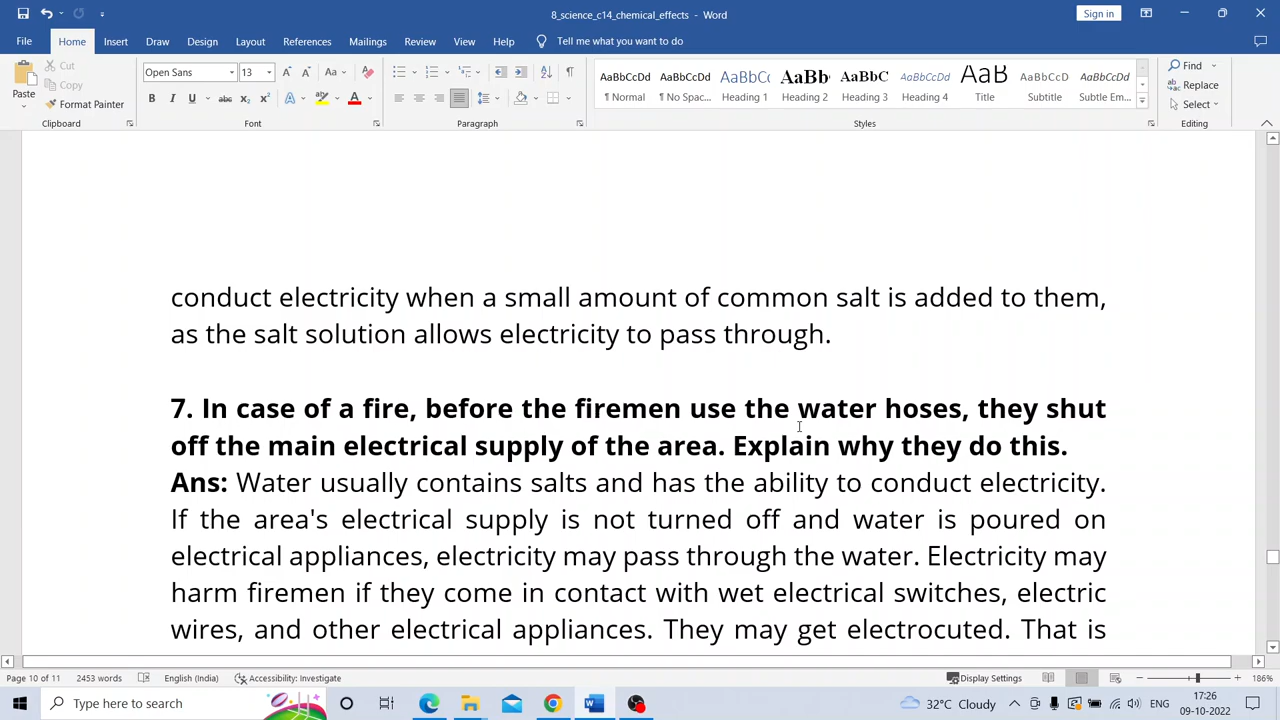 8_science_c14_chemical_effects - Word
Sign in
File Home Insert Draw Design Layout References Mailings Review View Help Tell me what you want to do
Paste
Cut
Copy
Format Painter
Clipboard
Open Sans 13
Font
Paragraph
AaBbCcDd AaBbCcDd AaBbCc AaBb AaBbC AaBbCcDd AaB AaBbCcDd AaBbCcDd
¶ Normal ¶ No Spac... Heading 1 Heading 2 Heading 3 Heading 4 Title Subtitle Subtle Em...
Styles
Find
Replace
Select
Editing
conduct electricity when a small amount of common salt is added to them,
as the salt solution allows electricity to pass through.
7. In case of a fire, before the firemen use the water hoses, they shut
off the main electrical supply of the area. Explain why they do this.
Ans: Water usually contains salts and has the ability to conduct electricity.
If the area's electrical supply is not turned off and water is poured on
electrical appliances, electricity may pass through the water. Electricity may
harm firemen if they come in contact with wet electrical switches, electric
wires, and other electrical appliances. They may get electrocuted. That is
Page 10 of 11 2453 words English (India) Accessibility: Investigate Display Settings 186%
Type here to search
32°C Cloudy ENG
17:26
09-10-2022